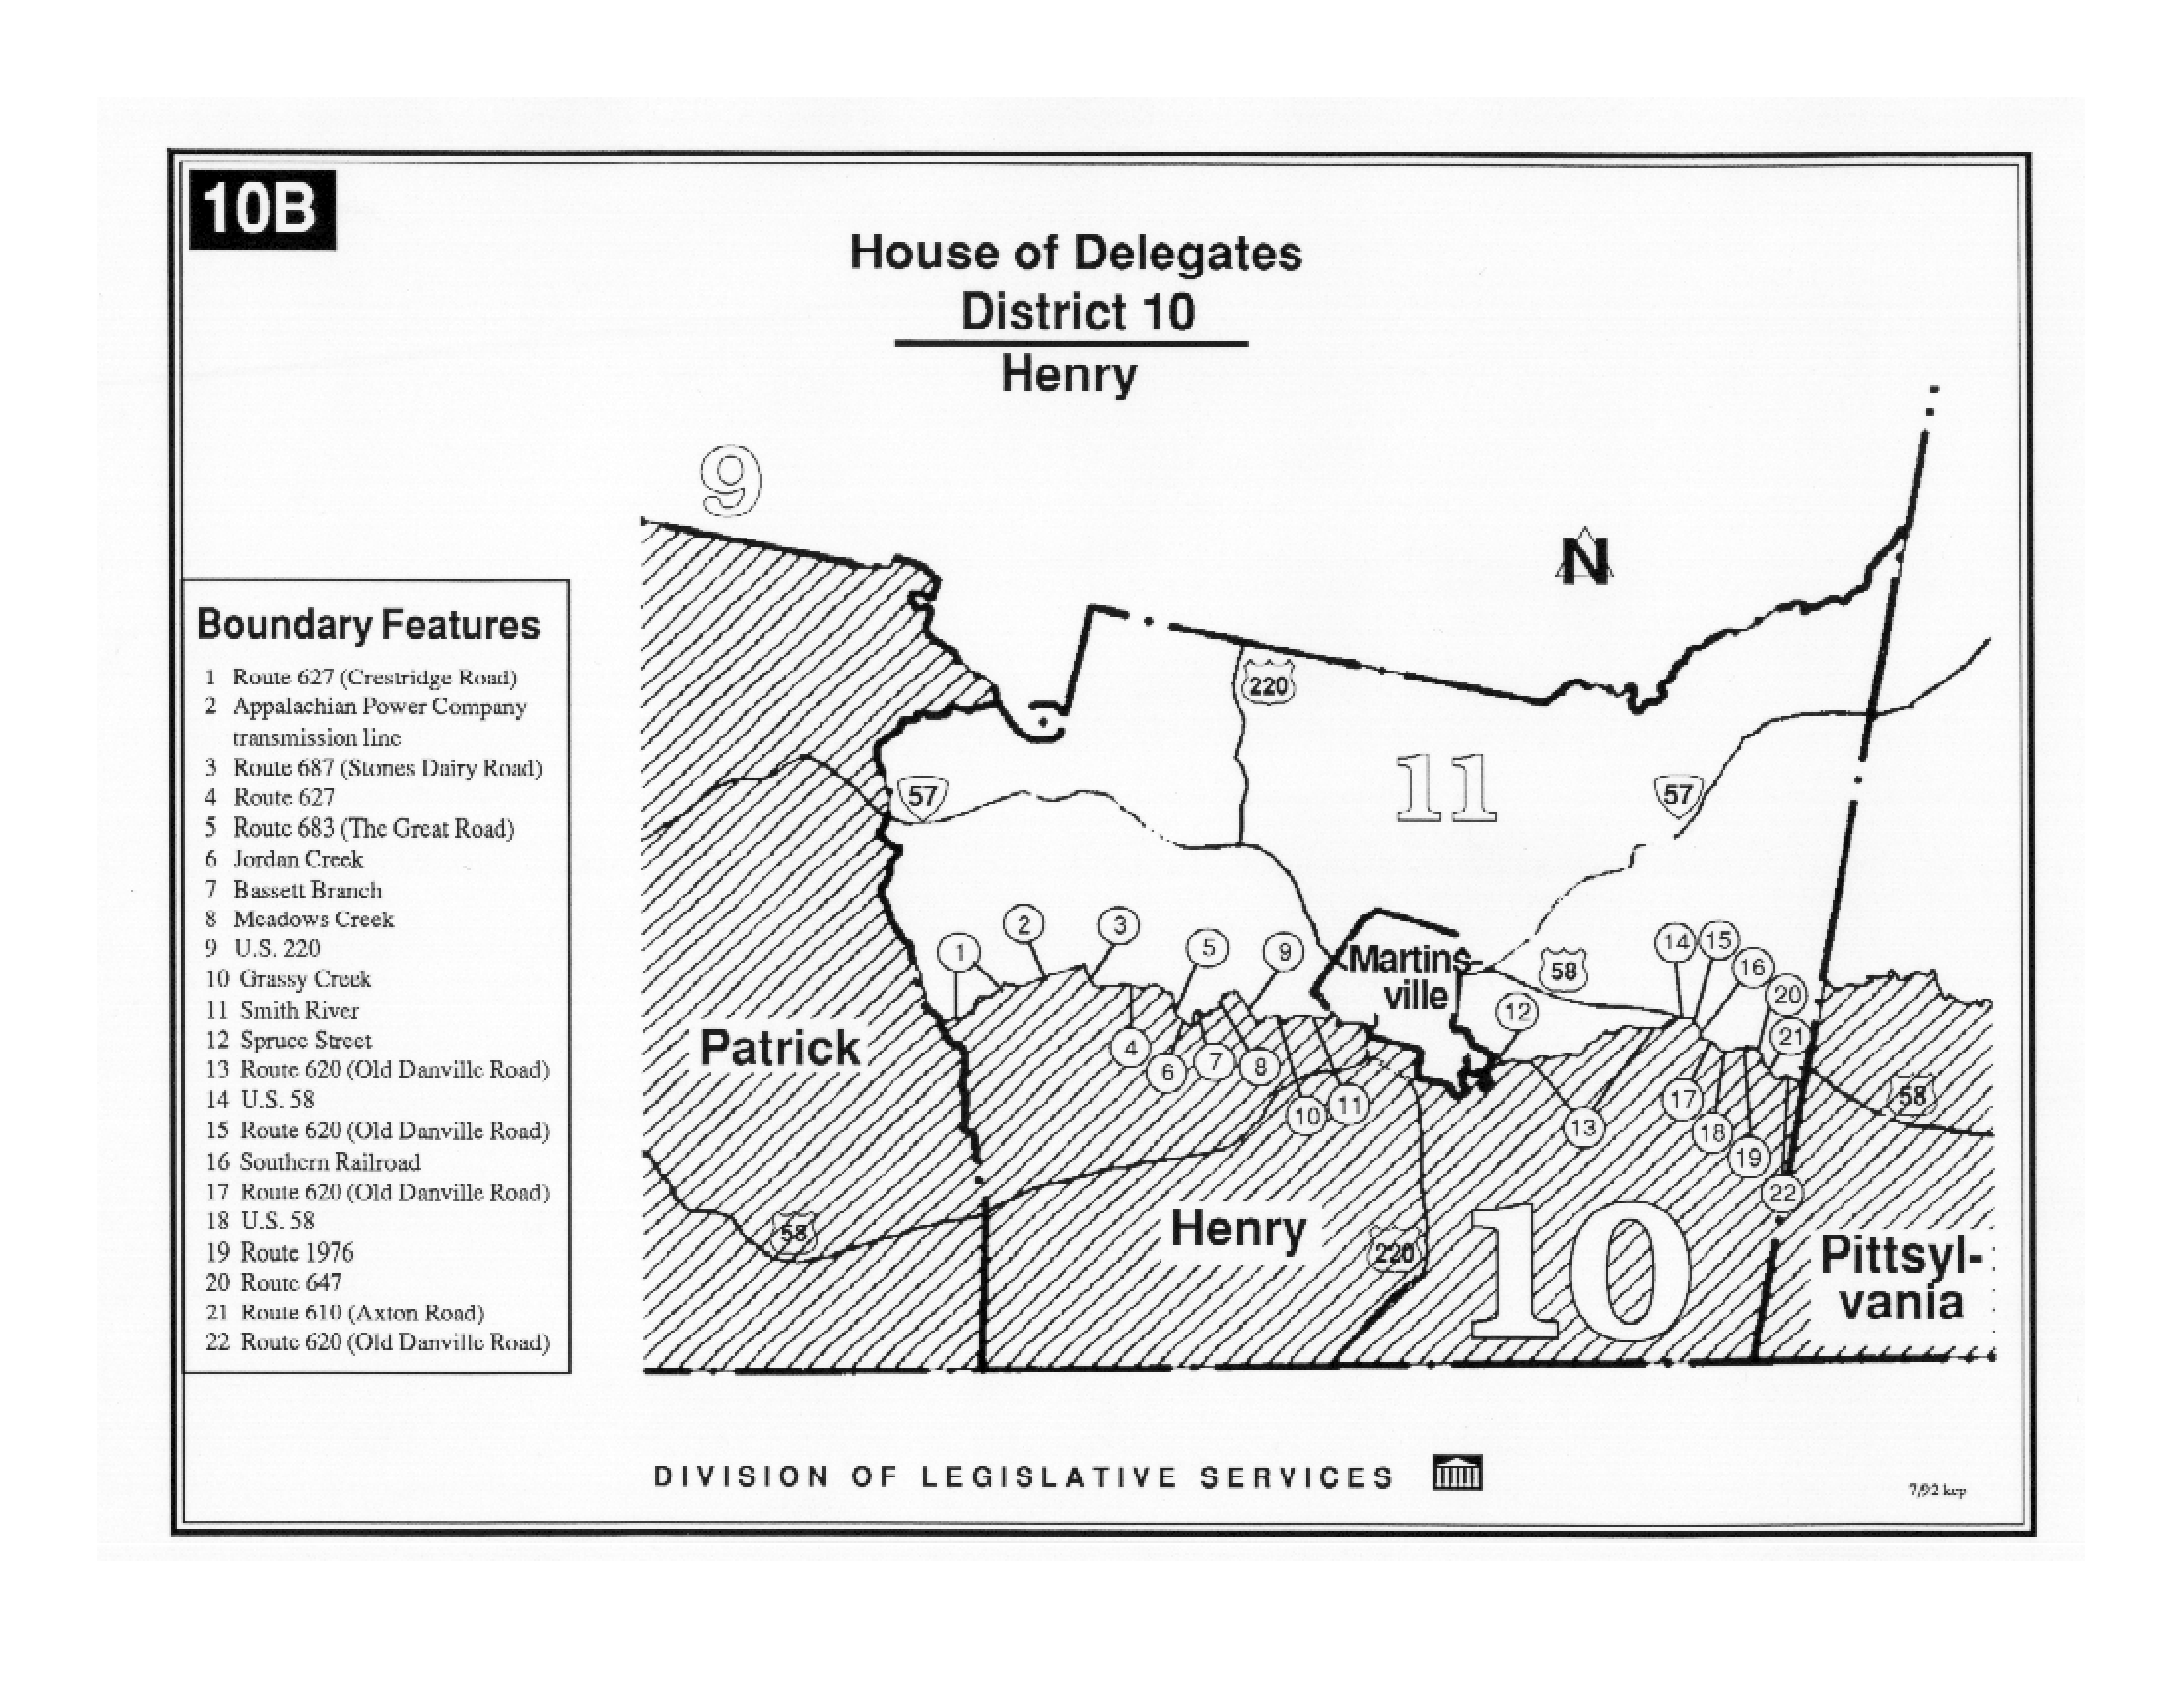 10B
House of Delegates
District 10
Henry
9
N
Boundary Features
1 Route 627 (Crestridge Road)
2 Appalachian Power Company
transmission line
3 Route 687 (Stones Dairy Road)
4 Route 627
5 Route 683 (The Great Road)
6 Jordan Creek
7 Bassett Branch
8 Meadows Creek
9 U.S. 220
10 Grassy Creek
11 Smith River
12 Spruce Street
13 Route 620 (Old Danville Road)
14 U.S. 58
15 Route 620 (Old Danville Road)
16 Southern Railroad
17 Route 620 (Old Danville Road)
18 U.S. 58
19 Route 1976
20 Route 647
21 Route 610 (Axton Road)
22 Route 620 (Old Danville Road)
220
11
57
57
1
2
3
5
9
Martins-
ville
58
12
14
15
16
20
21
Patrick
4
6
7
8
10
11
13
17
18
19
22
58
58
Henry
220
10
Pittsyl-
vania
DIVISION OF LEGISLATIVE SERVICES
7/92 kcp